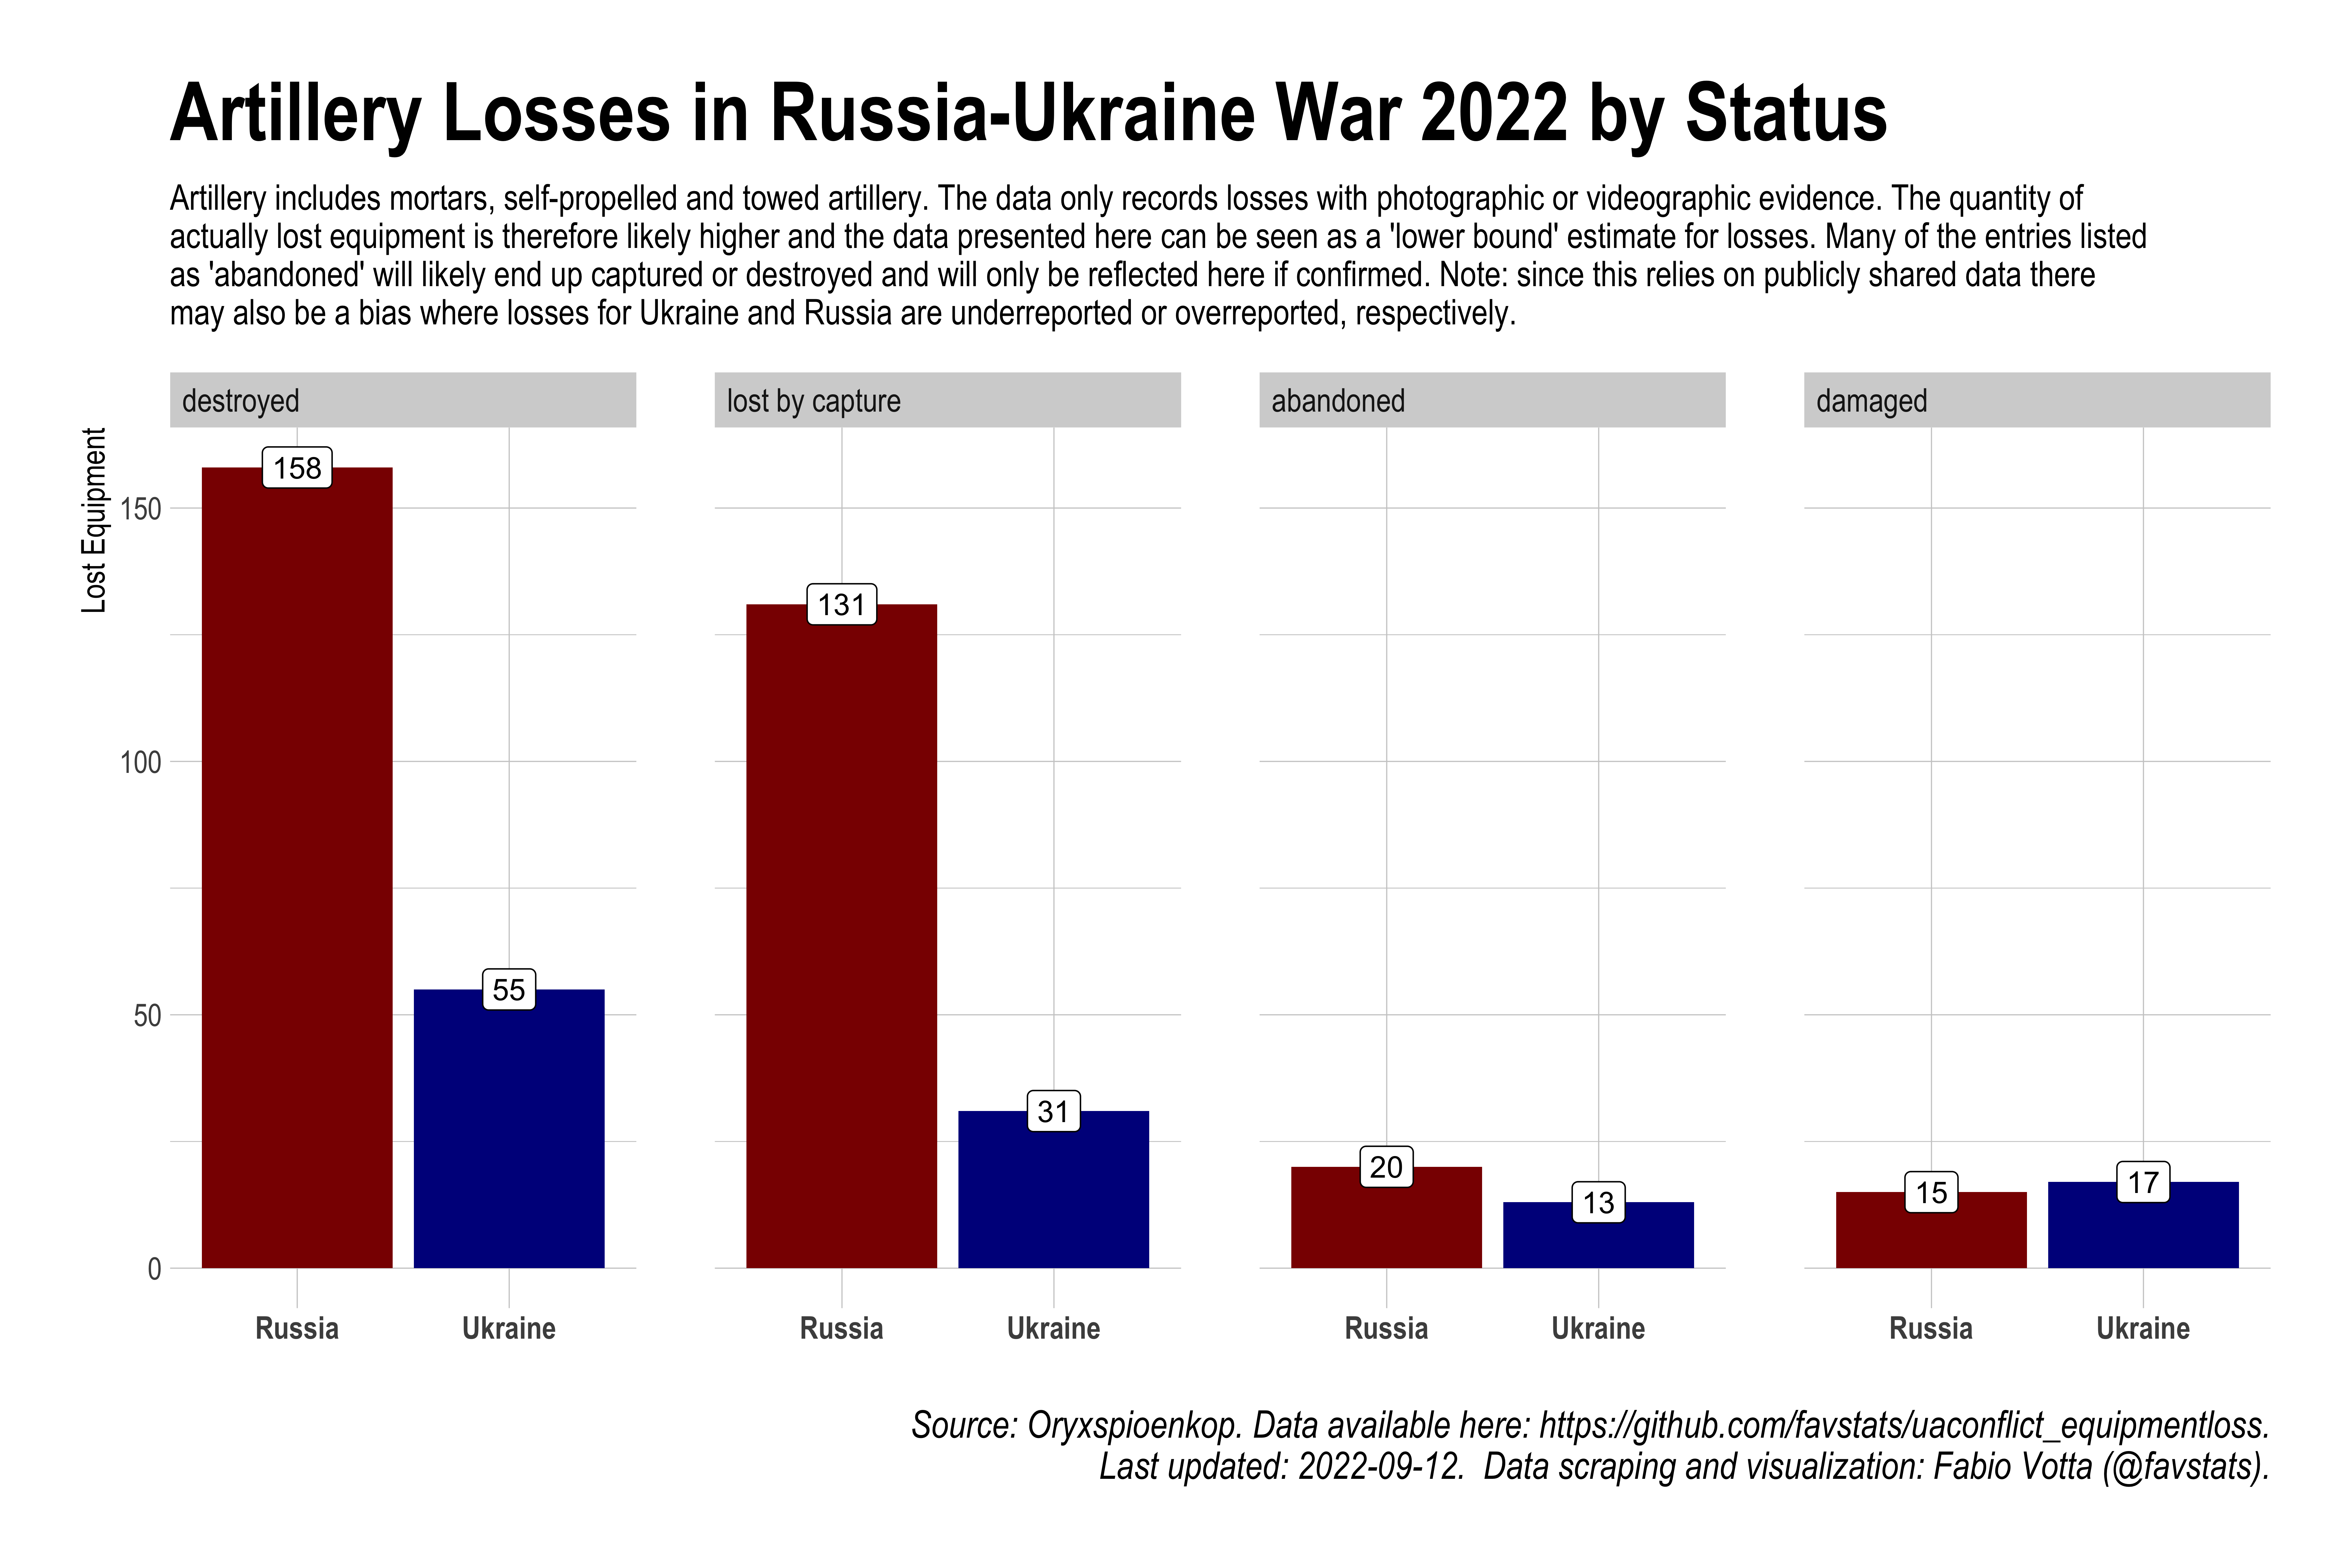 Artillery Losses in Russia-Ukraine War 2022 by Status
Artillery includes mortars, self-propelled and towed artillery. The data only records losses with photographic or videographic evidence. The quantity of
actually lost equipment is therefore likely higher and the data presented here can be seen as a 'lower bound' estimate for losses. Many of the entries listed
as 'abandoned' will likely end up captured or destroyed and will only be reflected here if confirmed. Note: since this relies on publicly shared data there
may also be a bias where losses for Ukraine and Russia are underreported or overreported, respectively.
Lost Equipment
150
100
50
0
destroyed
158
55
Russia
Ukraine
lost by capture
131
31
Russia
Ukraine
abandoned
20
13
Russia
Ukraine
damaged
15
17
Russia
Ukraine
Source: Oryxspioenkop. Data available here: https://github.com/favstats/uaconflict_equipmentloss.
Last updated: 2022-09-12.  Data scraping and visualization: Fabio Votta (@favstats).